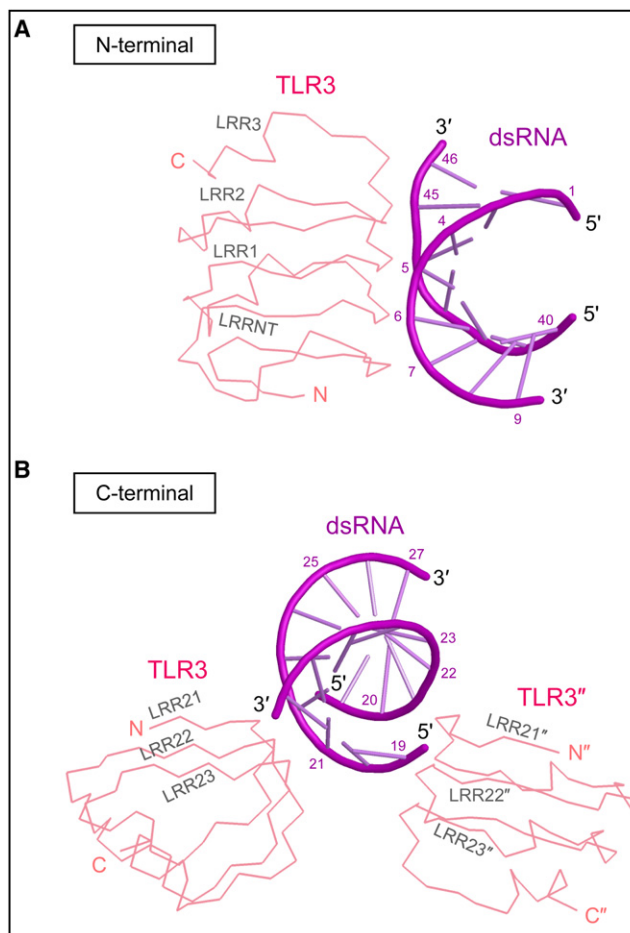 A
N-terminal
TLR3
dsRNA
LRR3
3′
46
C
45
1
LRR2
4
5'
LRR1
5
6
5'
40
LRRNT
7
N
3′
9
B
C-terminal
dsRNA
25
27
3′
TLR3
23
22
TLR3″
LRR21
5'
N
3′
20
LRR22
5'
LRR21″
19
N″
LRR23
21
LRR22″
LRR23″
C
C″